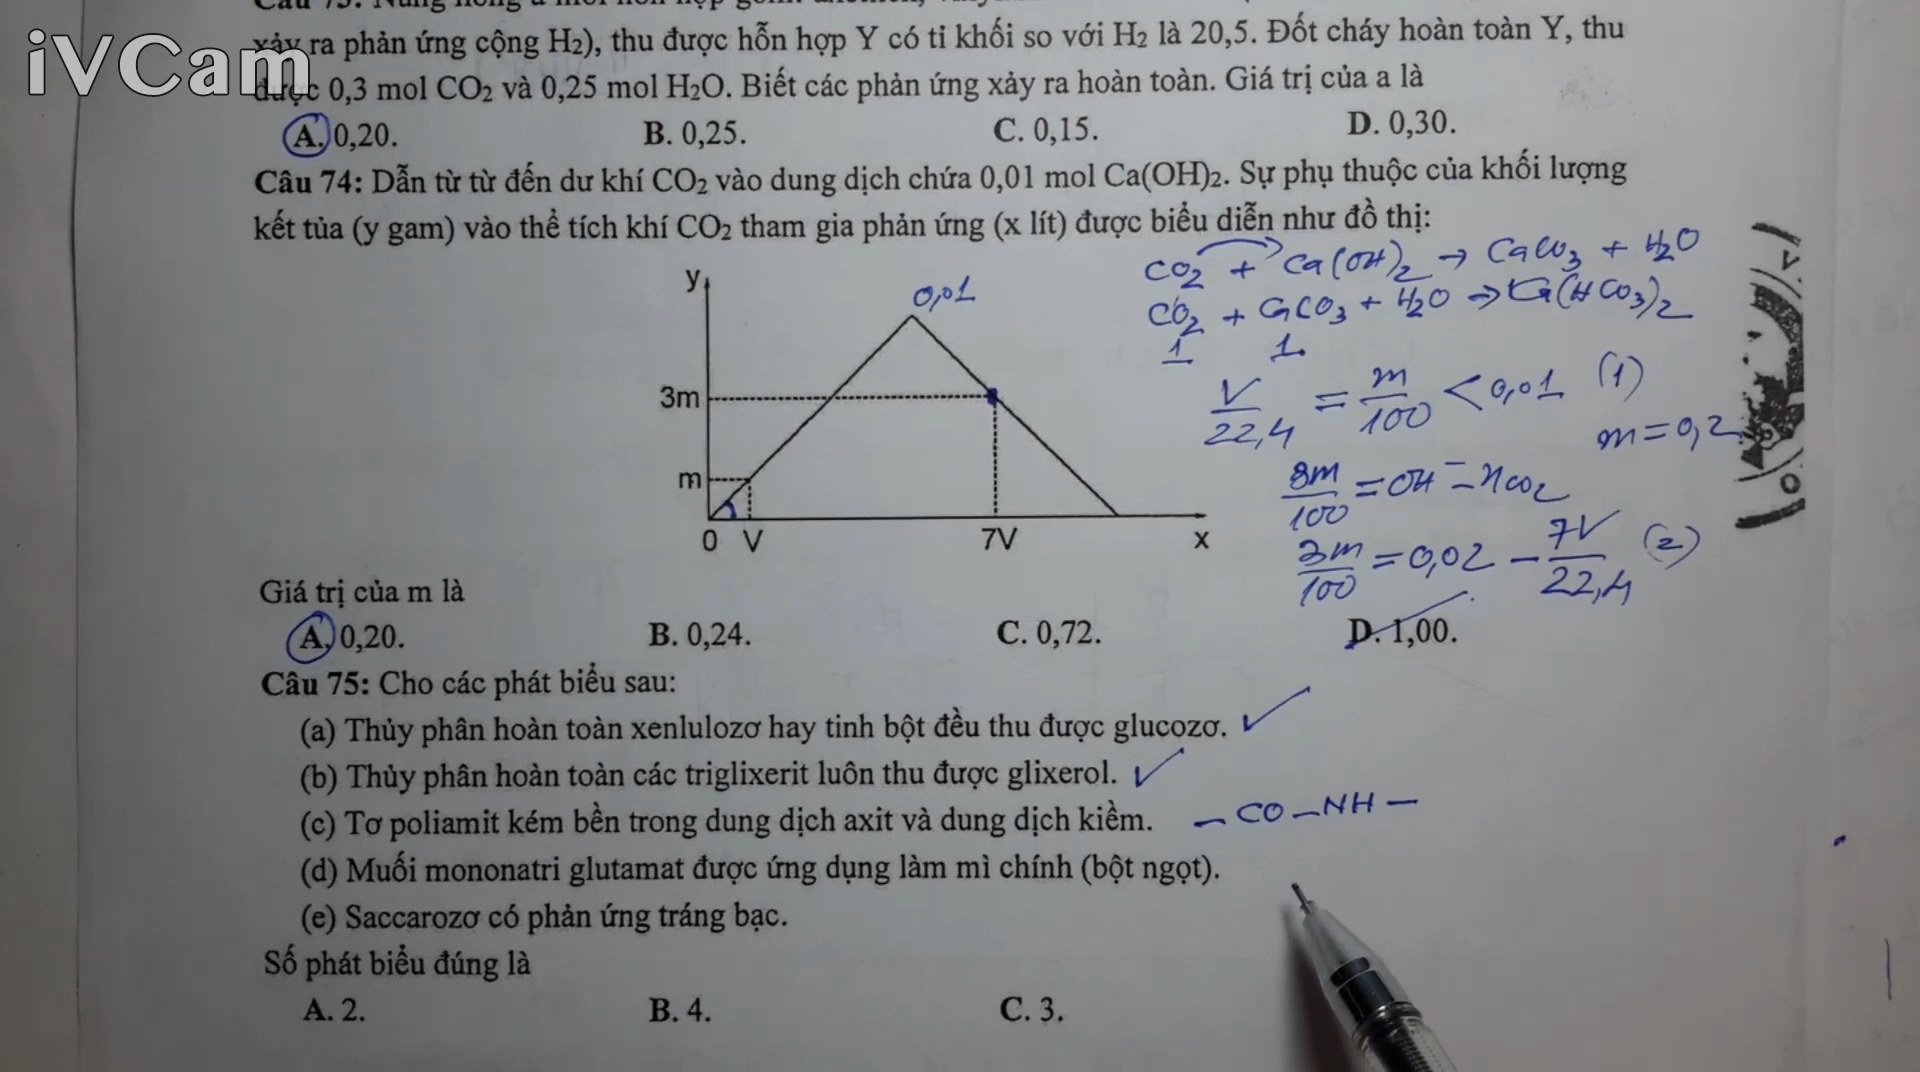 iVCam
xảy ra phản ứng cộng H2), thu được hỗn hợp Y có tỉ khối so với H2 là 20,5. Đốt cháy hoàn toàn Y, thu
được 0,3 mol CO2 và 0,25 mol H2O. Biết các phản ứng xảy ra hoàn toàn. Giá trị của a là
A. 0,20. B. 0,25. C. 0,15. D. 0,30.
Câu 74: Dẫn từ từ đến dư khí CO2 vào dung dịch chứa 0,01 mol Ca(OH)2. Sự phụ thuộc của khối lượng
kết tủa (y gam) vào thể tích khí CO2 tham gia phản ứng (x lít) được biểu diễn như đồ thị:
CO2 + Ca(OH)2 → CaCO3 + H2O
CO2 + CaCO3 + H2O → Ca(HCO3)2
1 1
y
0,01
3m
m
0 V 7V x
V/22,4 = m/100 < 0,01 (1)
m = 0,2
3m/100 = OH⁻ - nCO2
3m/100 = 0,02 - 7V/22,4 (2)
Giá trị của m là
A. 0,20. B. 0,24. C. 0,72. D. 1,00.
Câu 75: Cho các phát biểu sau:
(a) Thủy phân hoàn toàn xenlulozơ hay tinh bột đều thu được glucozơ.
(b) Thủy phân hoàn toàn các triglixerit luôn thu được glixerol.
(c) Tơ poliamit kém bền trong dung dịch axit và dung dịch kiềm. - CO - NH -
(d) Muối mononatri glutamat được ứng dụng làm mì chính (bột ngọt).
(e) Saccarozơ có phản ứng tráng bạc.
Số phát biểu đúng là
A. 2. B. 4. C. 3.